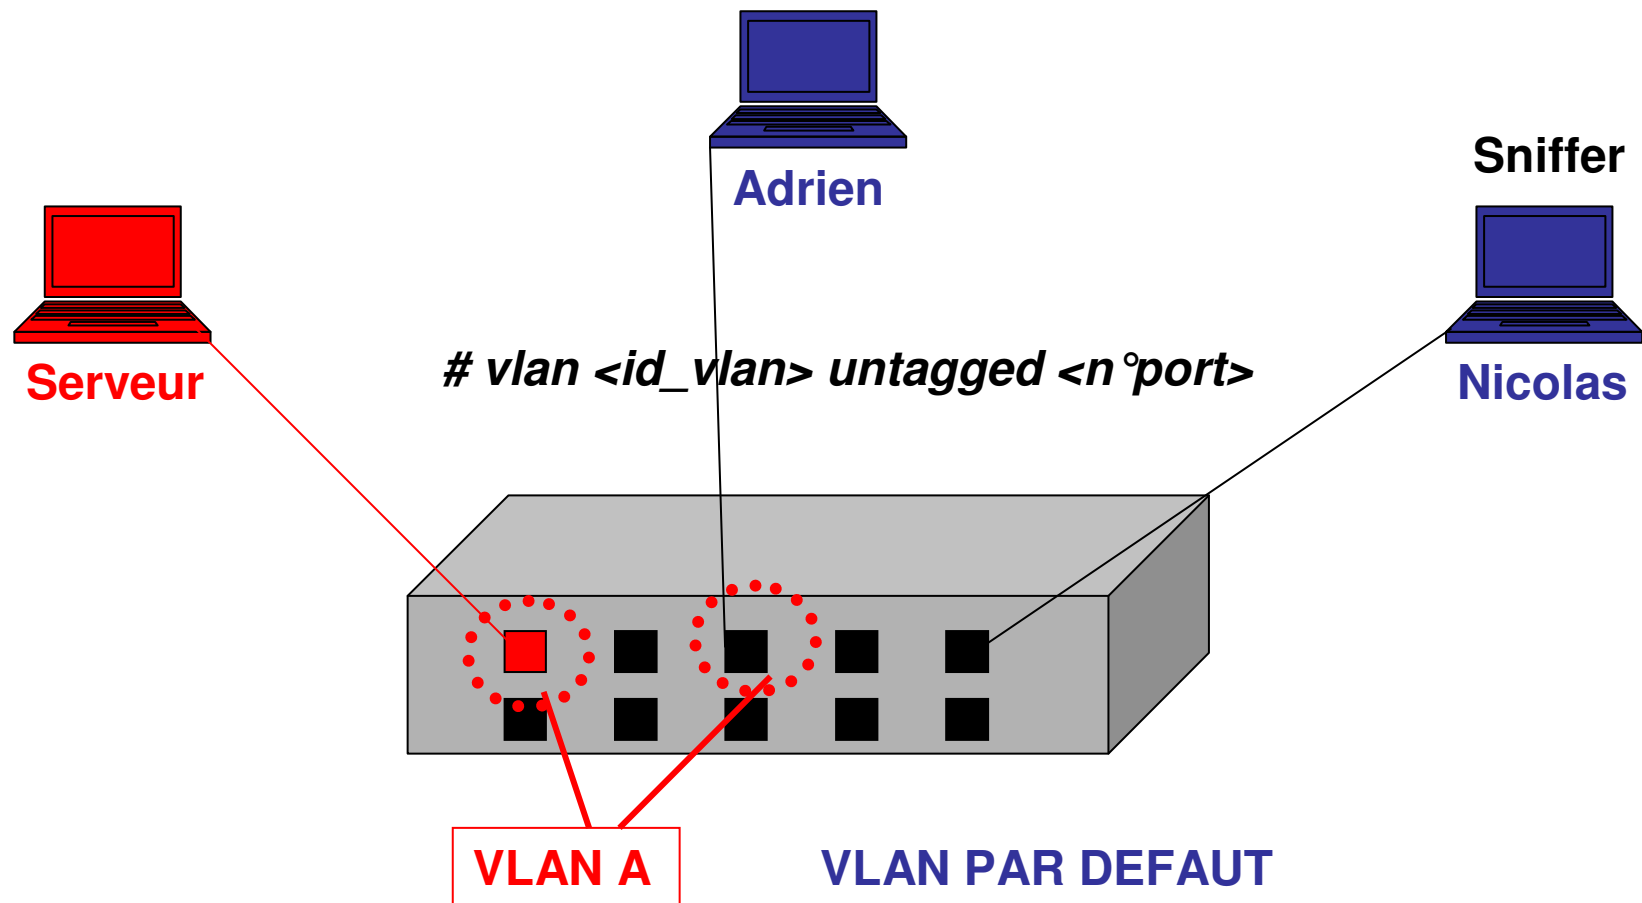 Adrien
Sniffer
Serveur
# vlan <id_vlan> untagged <n°port>
Nicolas
VLAN A
VLAN PAR DEFAUT